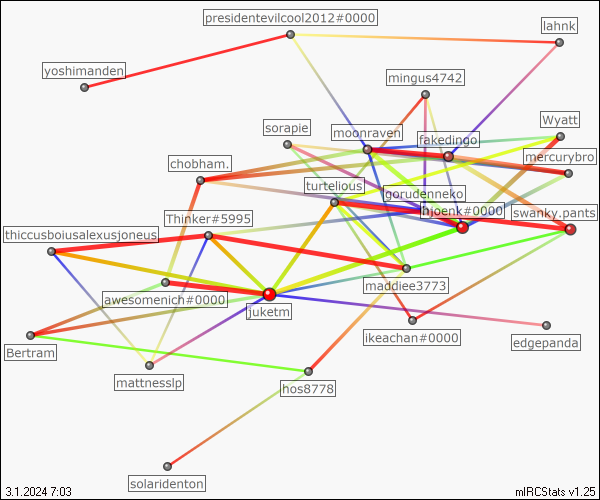 presidentevilcool2012#0000
lahnk
yoshimanden
mingus4742
Wyatt
sorapie
moonraven
fakedingo
chobham.
mercurybro
turtelious
gorudenneko
Thinker#5995
hjoenk#0000
swanky.pants
thiccusboiusalexusjoneus
maddiee3773
awesomenich#0000
juketm
ikeachan#0000
edgepanda
Bertram
mattnesslp
hos8778
solaridenton
3.1.2024 7:03
mIRCStats v1.25